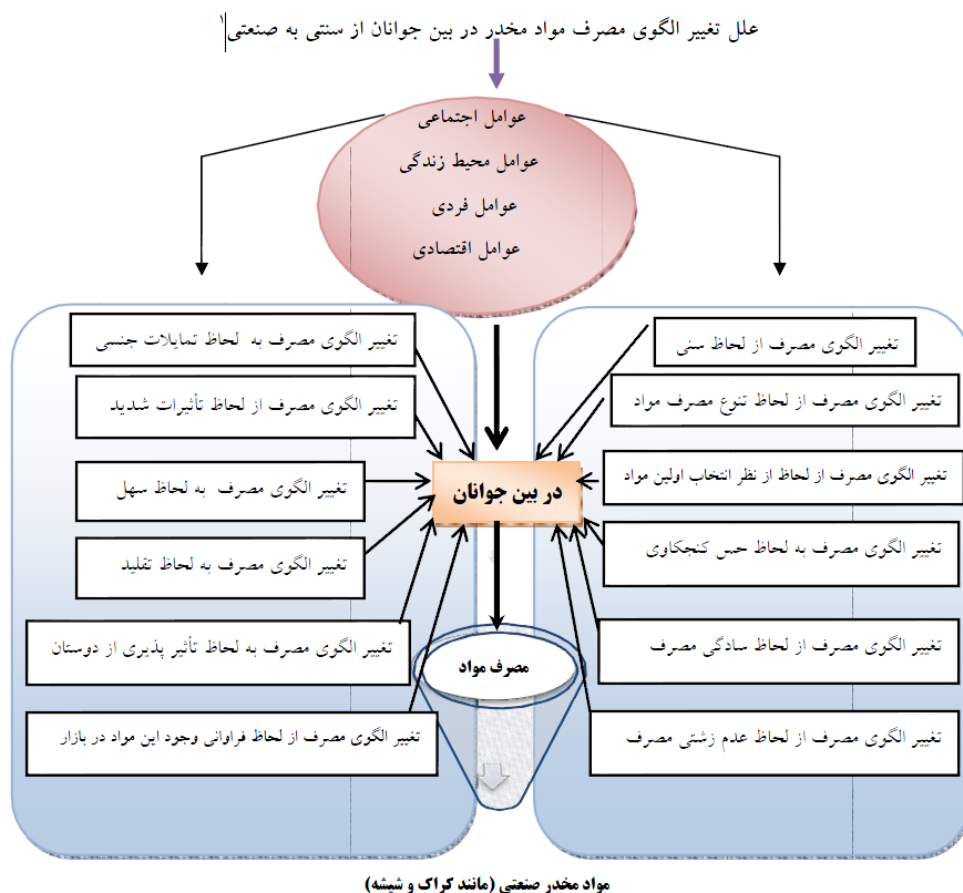 علل تغییر الگوی مصرف مواد مخدر در بین جوانان از سنتی به صنعتی۱
عوامل اجتماعی
عوامل محیط زندگی
عوامل فردی
عوامل اقتصادی
تغییر الگوی مصرف از لحاظ سنی
تغییر الگوی مصرف از لحاظ تنوع مصرف مواد
تغییر الگوی مصرف از لحاظ از نظر انتخاب اولین مواد
تغییر الگوی مصرف به لحاظ حس کنجکاوی
تغییر الگوی مصرف از لحاظ سادگی مصرف
تغییر الگوی مصرف از لحاظ عدم زشتی مصرف
تغییر الگوی مصرف به لحاظ تمایلات جنسی
تغییر الگوی مصرف از لحاظ تأثیرات شدید
تغییر الگوی مصرف به لحاظ سهل
تغییر الگوی مصرف به لحاظ تقلید
تغییر الگوی مصرف به لحاظ تأثیر پذیری از دوستان
تغییر الگوی مصرف از لحاظ فراوانی وجود این مواد در بازار
در بین جوانان
مصرف مواد
مواد مخدر صنعتی (مانند کراک و شیشه)